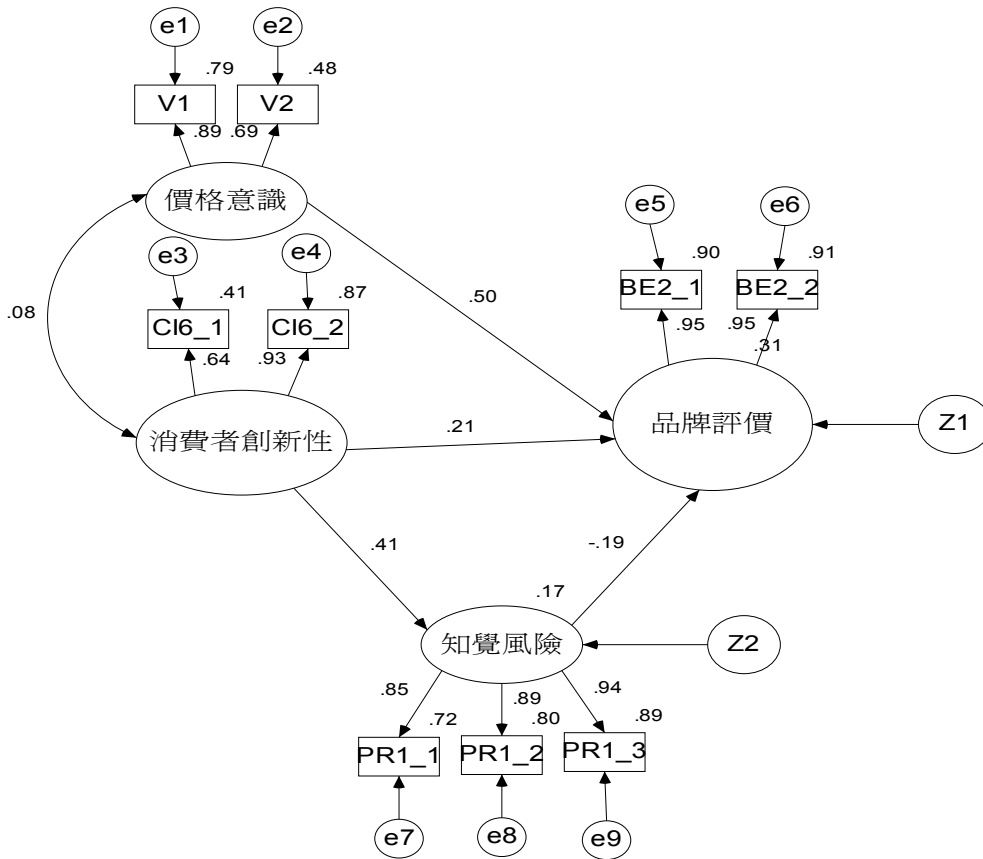 e1 e2
.79 .48
V1 V2
.89 .69
價格意識
e3 e4
.41 .87
CI6_1 CI6_2
.64 .93
.08
消費者創新性
e5 e6
.90 .91
BE2_1 BE2_2
.95 .95
.31
.50
品牌評價
Z1
.21
.41
-.19
.17
知覺風險
Z2
.85 .89 .94
.72 .80 .89
PR1_1 PR1_2 PR1_3
e7 e8 e9